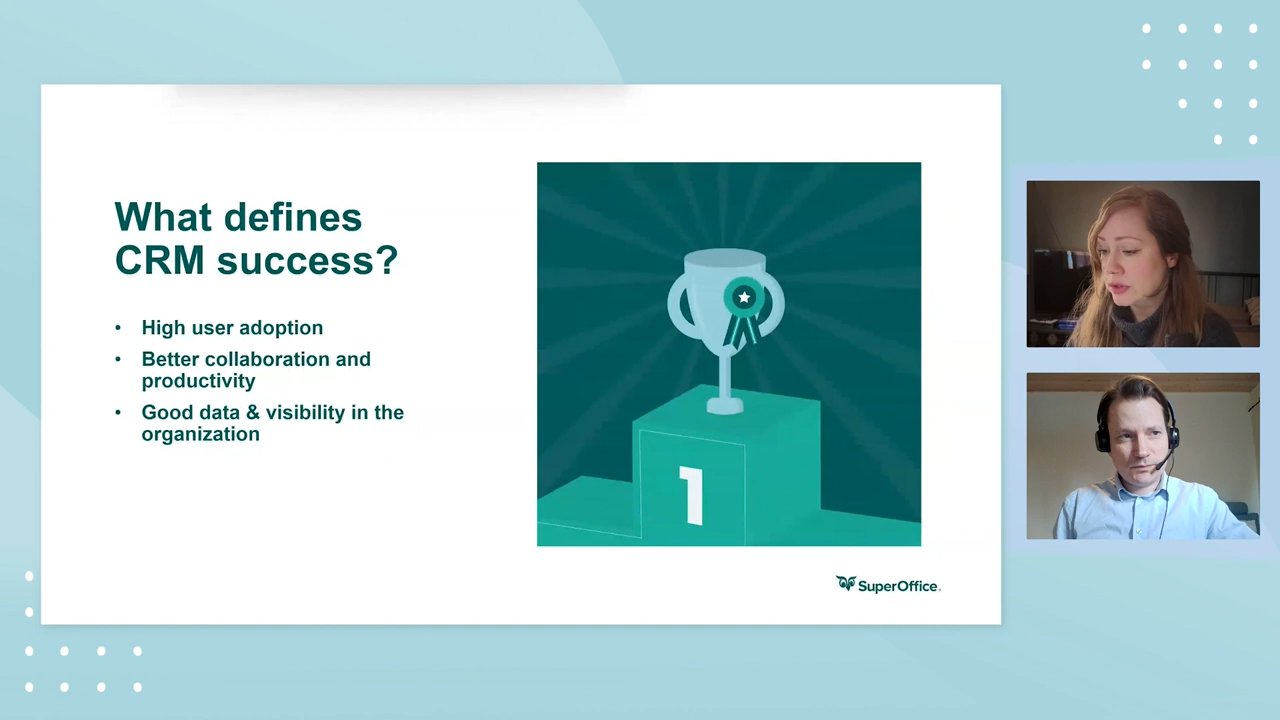 What defines
CRM success?
• High user adoption
• Better collaboration and
productivity
• Good data & visibility in the
organization
1
SuperOffice